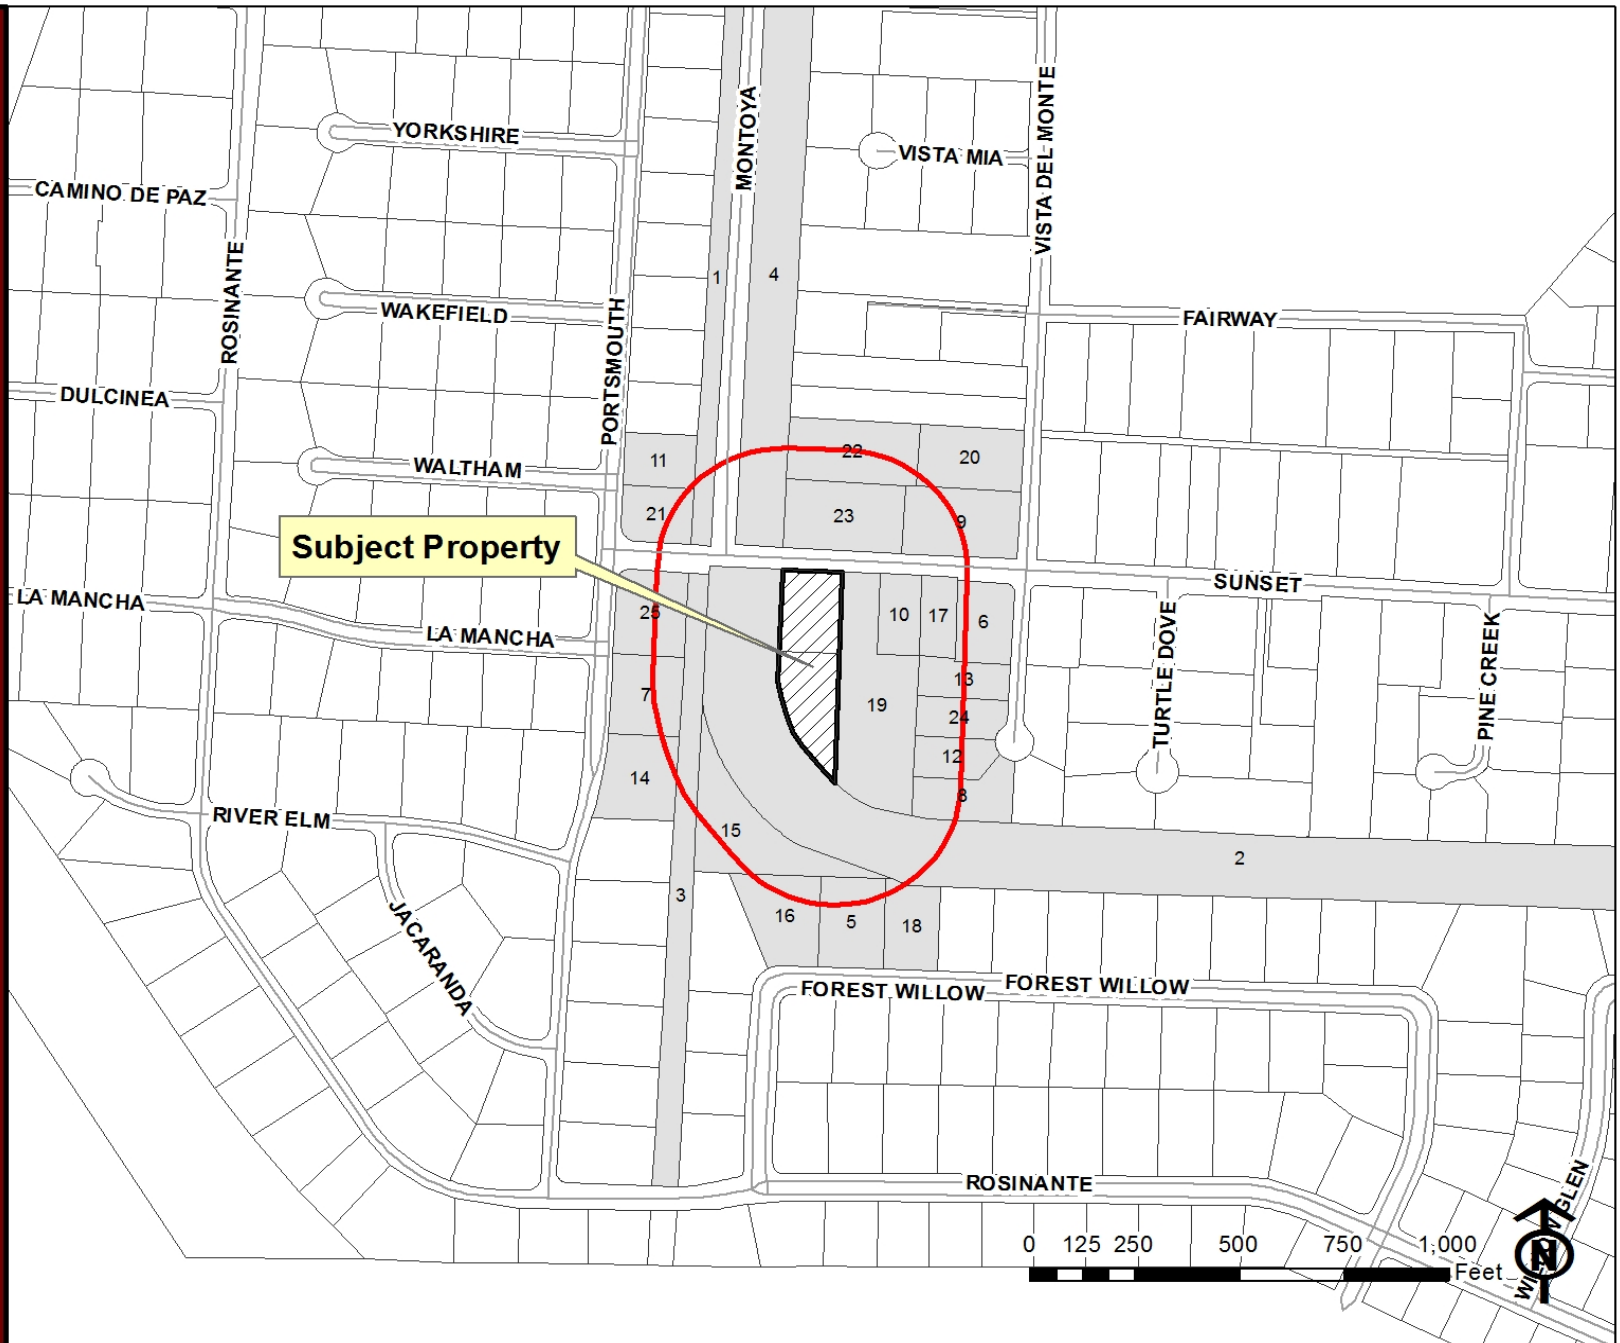 MONTOYA
VISTA DEL MONTE
YORKSHIRE
VISTA MIA
CAMINO DE PAZ
ROSINANTE
1
4
WAKEFIELD
PORTSMOUTH
FAIRWAY
DULCINEA
WALTHAM
11
22
20
21
23
9
Subject Property
SUNSET
LA MANCHA
LA MANCHA
25
10
17
6
TURTLE DOVE
PINE CREEK
7
13
19
24
12
14
8
RIVER ELM
15
2
3
16
5
18
JACARANDA
FOREST WILLOW
FOREST WILLOW
ROSINANTE
GLEN
0 125 250 500 750 1,000
Feet
N